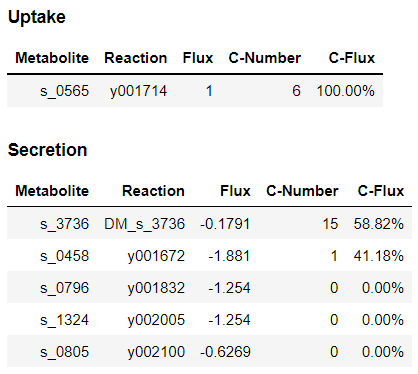 Uptake
Metabolite Reaction Flux C-Number C-Flux
s_0565 y001714 1 6 100.00%
Secretion
Metabolite Reaction Flux C-Number C-Flux
s_3736 DM_s_3736 -0.1791 15 58.82%
s_0458 y001672 -1.881 1 41.18%
s_0796 y001832 -1.254 0 0.00%
s_1324 y002005 -1.254 0 0.00%
s_0805 y002100 -0.6269 0 0.00%